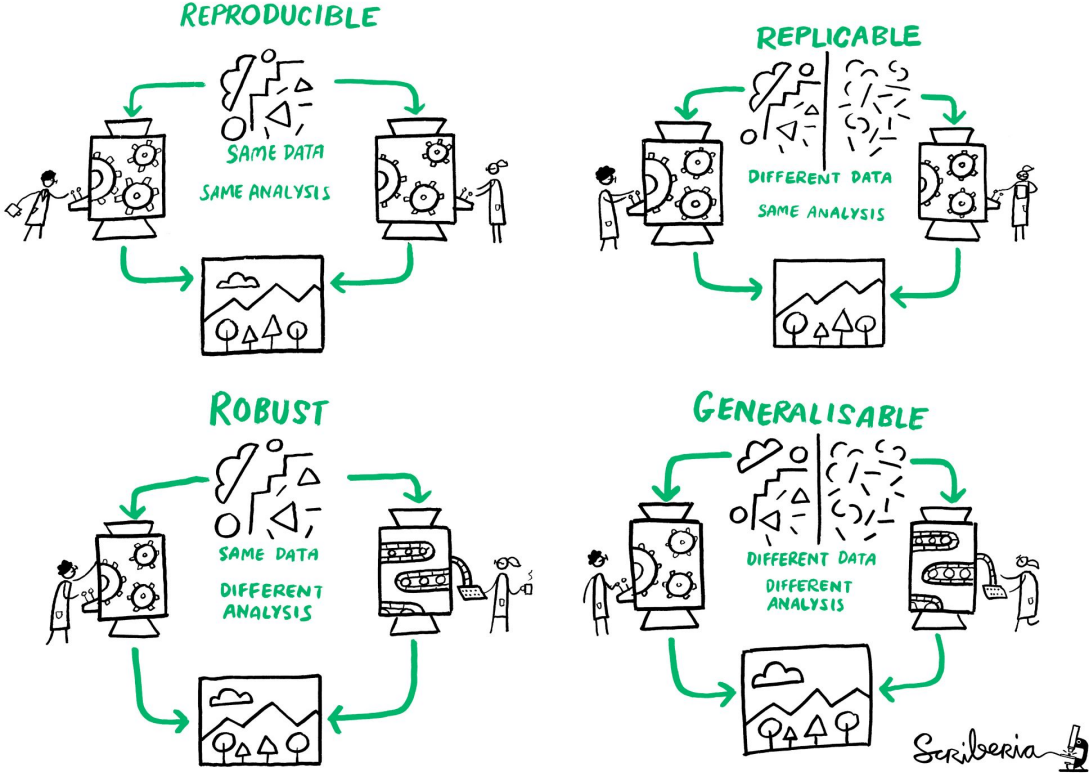 REPRODUCIBLE
SAME DATA
SAME ANALYSIS
REPLICABLE
DIFFERENT DATA
SAME ANALYSIS
ROBUST
SAME DATA
DIFFERENT
ANALYSIS
GENERALISABLE
DIFFERENT DATA
DIFFERENT
ANALYSIS
Scriberia